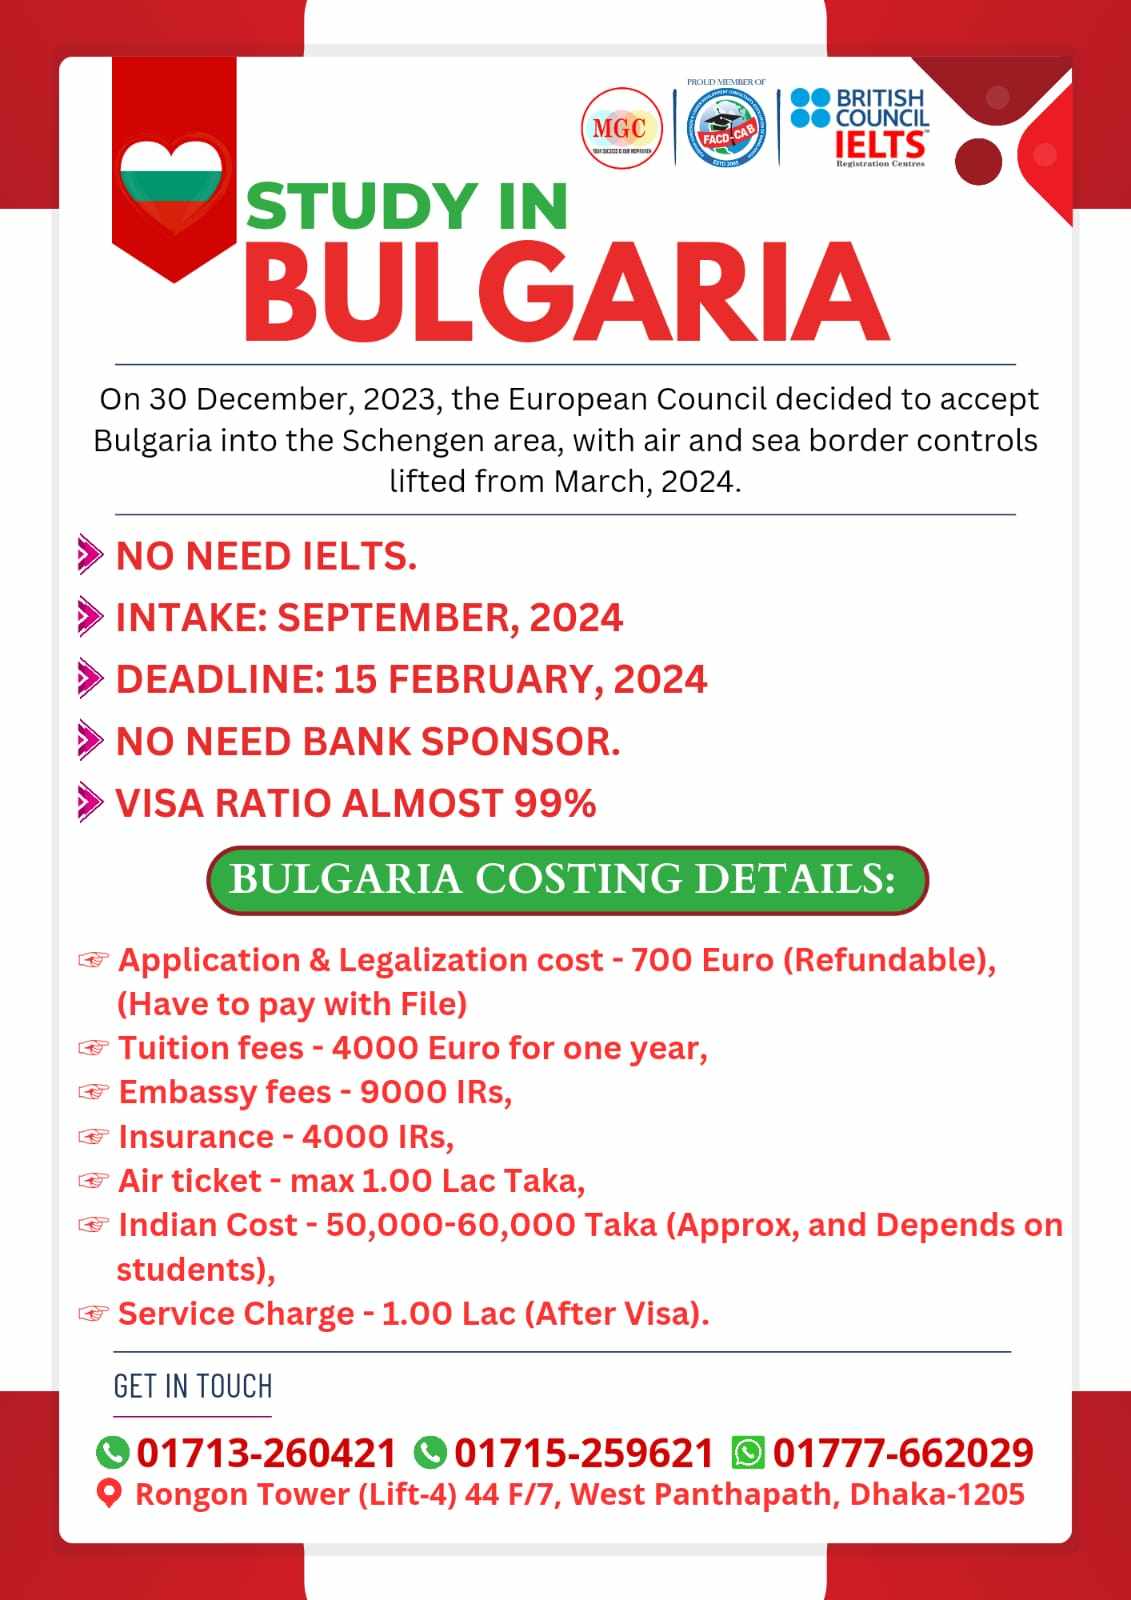 PROUD MEMBER OF
MGC
YOUR SUCCESS IS OUR INSPIRATION
FACD-CAB
BRITISH
COUNCIL
IELTS™
Registration Centres
STUDY IN
BULGARIA
On 30 December, 2023, the European Council decided to accept
Bulgaria into the Schengen area, with air and sea border controls
lifted from March, 2024.
NO NEED IELTS.
INTAKE: SEPTEMBER, 2024
DEADLINE: 15 FEBRUARY, 2024
NO NEED BANK SPONSOR.
VISA RATIO ALMOST 99%
BULGARIA COSTING DETAILS:
☞ Application & Legalization cost - 700 Euro (Refundable),
(Have to pay with File)
☞ Tuition fees - 4000 Euro for one year,
☞ Embassy fees - 9000 IRs,
☞ Insurance - 4000 IRs,
☞ Air ticket - max 1.00 Lac Taka,
☞ Indian Cost - 50,000-60,000 Taka (Approx, and Depends on
students),
☞ Service Charge - 1.00 Lac (After Visa).
GET IN TOUCH
01713-260421 01715-259621 01777-662029
Rongon Tower (Lift-4) 44 F/7, West Panthapath, Dhaka-1205